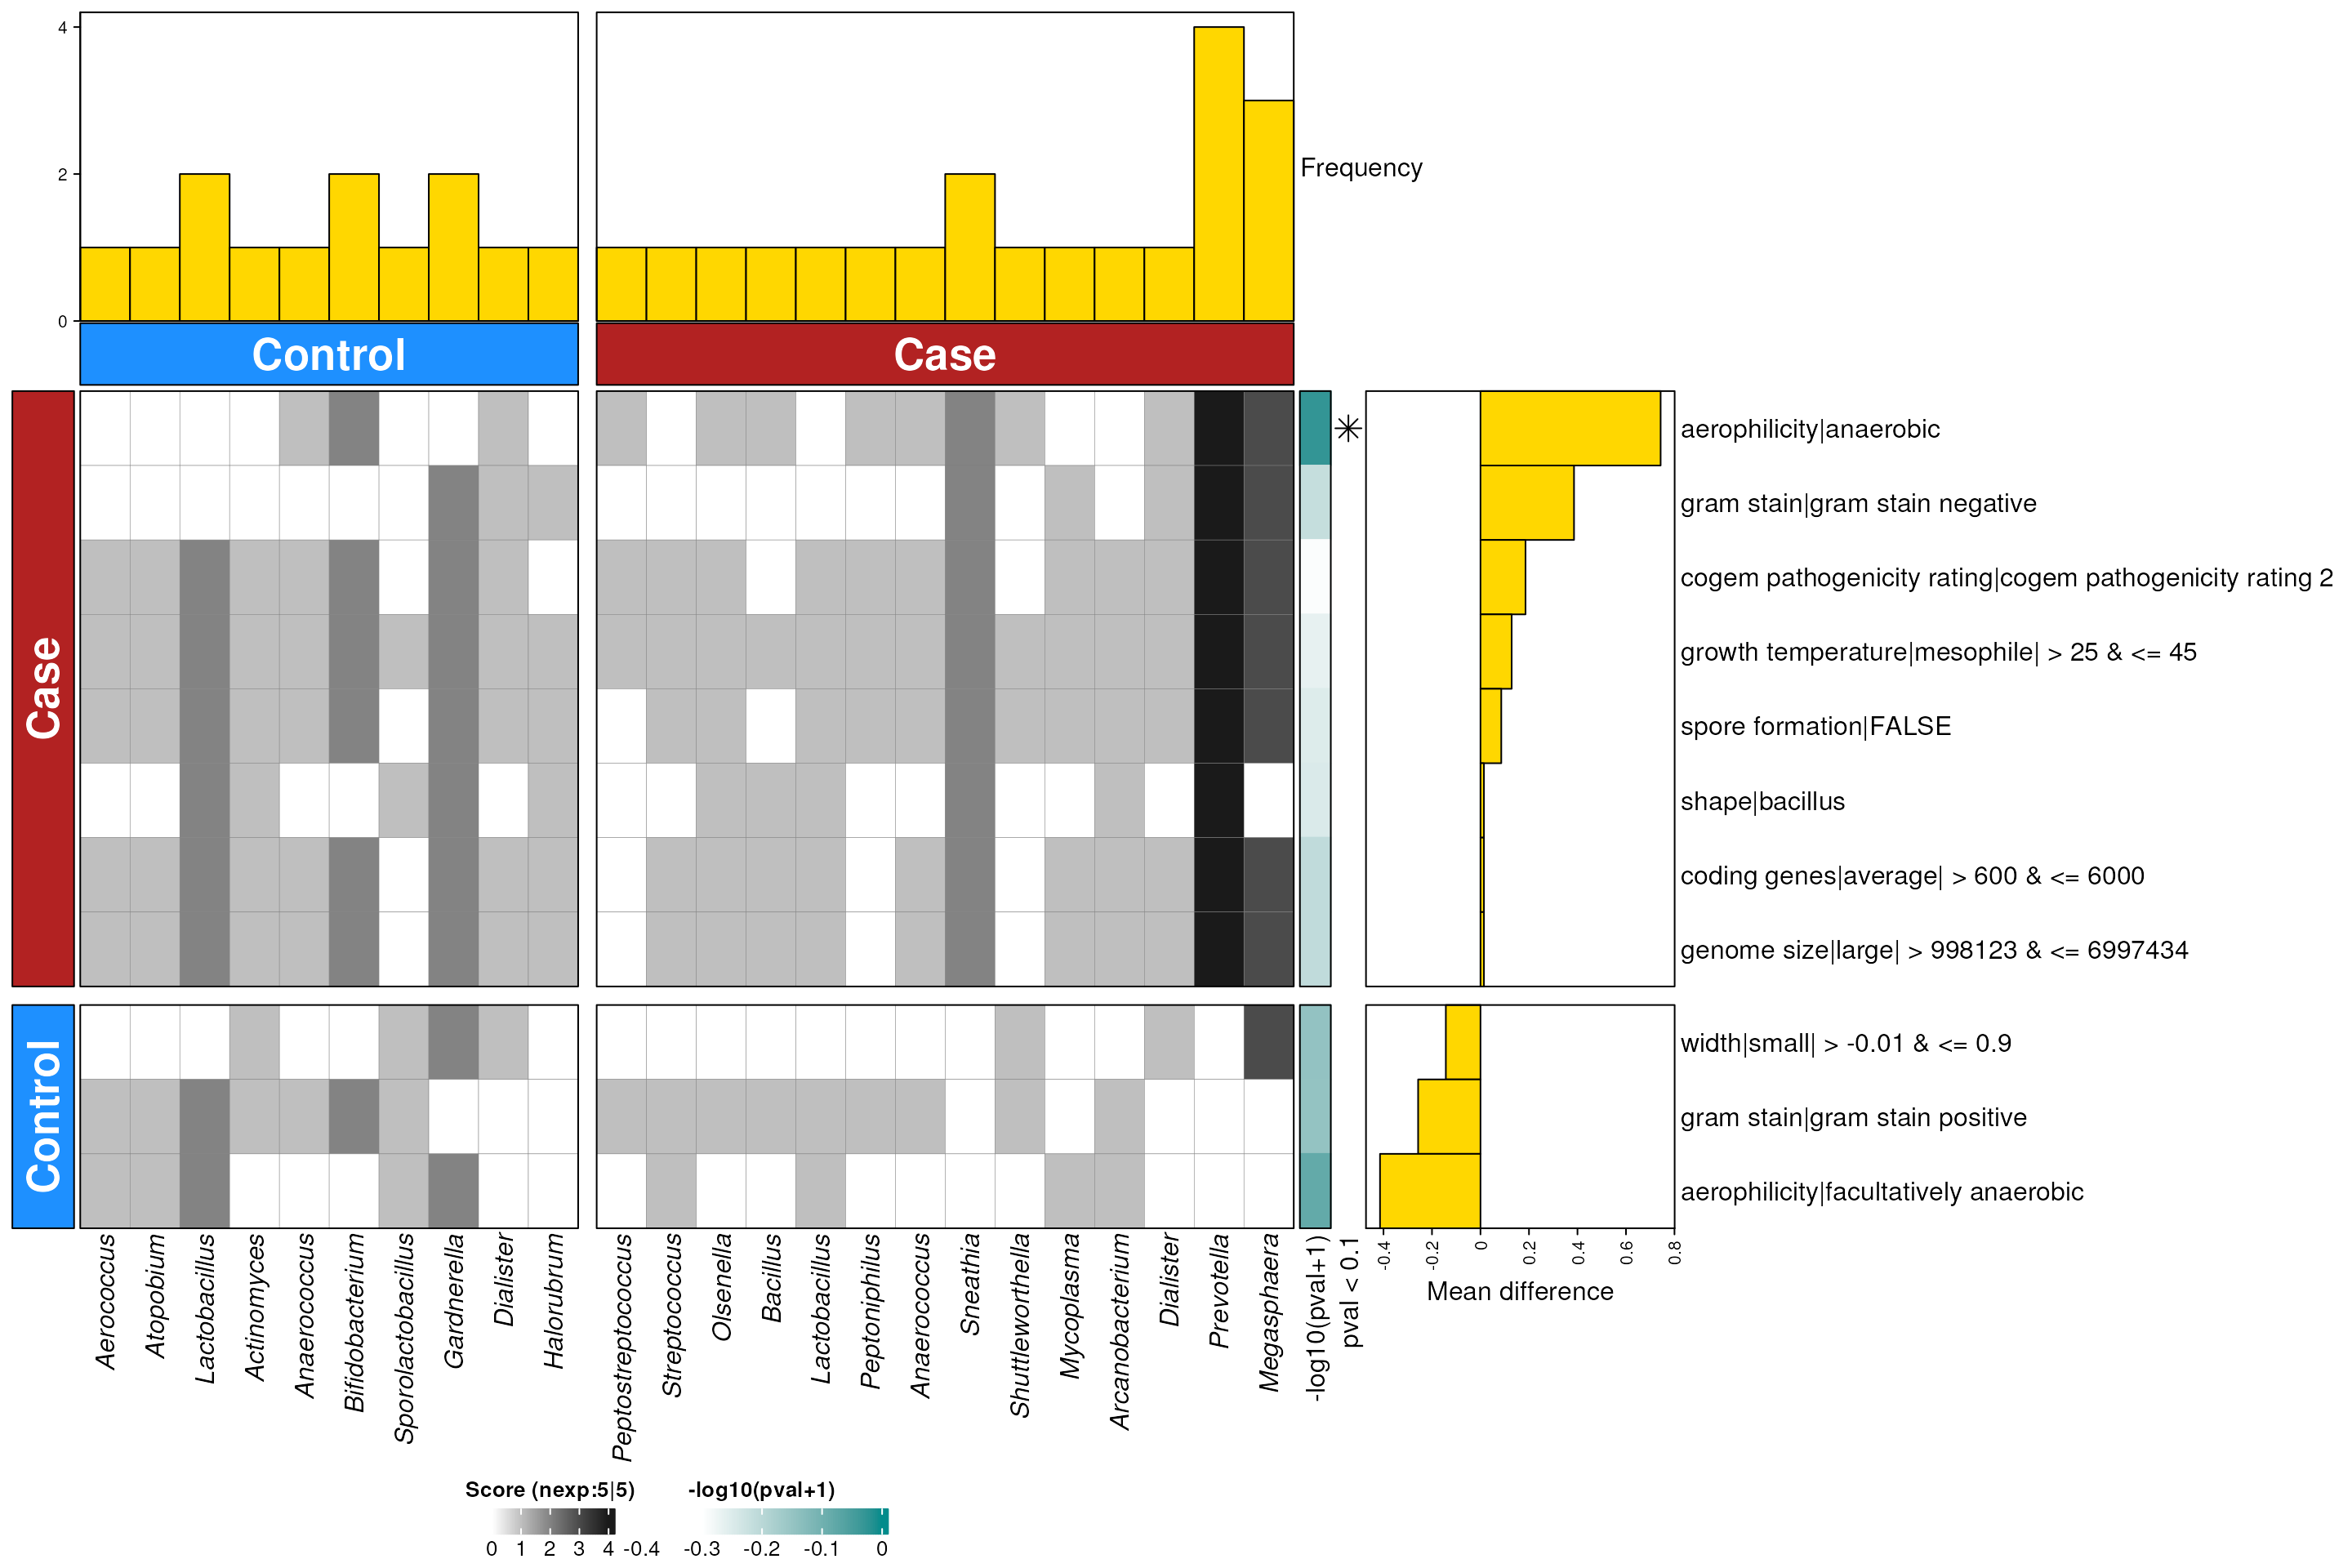 4
2
0
Frequency
Control
Case
Case
Control
aerophilicity|anaerobic
gram stain|gram stain negative
cogem pathogenicity rating|cogem pathogenicity rating 2
growth temperature|mesophile| > 25 & <= 45
spore formation|FALSE
shape|bacillus
coding genes|average| > 600 & <= 6000
genome size|large| > 998123 & <= 6997434
width|small| > -0.01 & <= 0.9
gram stain|gram stain positive
aerophilicity|facultatively anaerobic
Aerococcus
Atopobium
Lactobacillus
Actinomyces
Anaerococcus
Bifidobacterium
Sporolactobacillus
Gardnerella
Dialister
Halorubrum
Peptostreptococcus
Streptococcus
Olsenella
Bacillus
Lactobacillus
Peptoniphilus
Anaerococcus
Sneathia
Shuttleworthella
Mycoplasma
Arcanobacterium
Dialister
Prevotella
Megasphaera
-log10(pval+1)
pval < 0.1
-0.4
-0.2
0
0.2
0.4
0.6
0.8
Mean difference
Score (nexp:5|5)
0 1 2 3 4
-log10(pval+1)
-0.4 -0.3 -0.2 -0.1 0